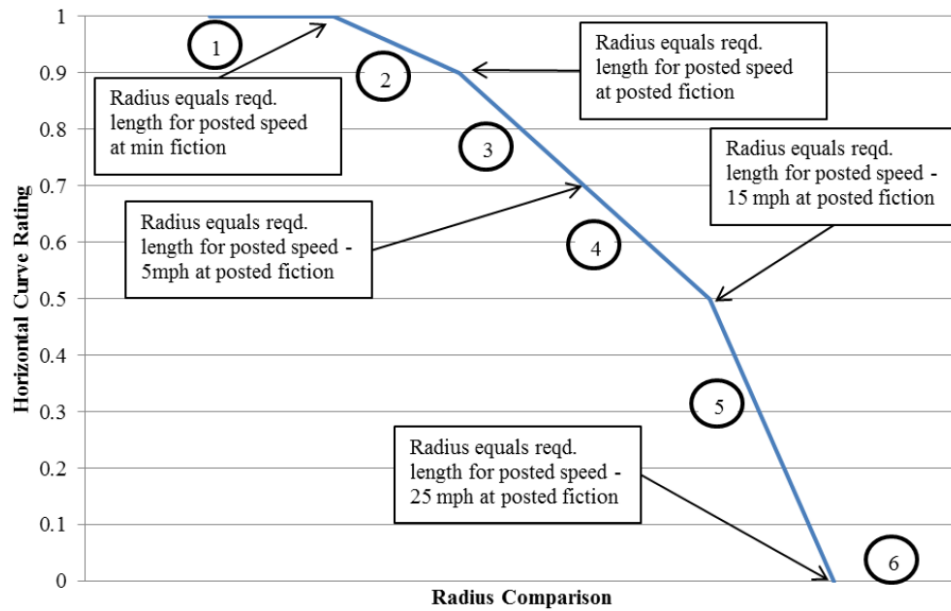 1
0.9
0.8
0.7
0.6
0.5
0.4
0.3
0.2
0.1
0
Horizontal Curve Rating
Radius Comparison
1
2
3
4
5
6
Radius equals reqd.
length for posted speed
at min fiction
Radius equals reqd.
length for posted speed
at posted fiction
Radius equals reqd.
length for posted speed -
5mph at posted fiction
Radius equals reqd.
length for posted speed -
15 mph at posted fiction
Radius equals reqd.
length for posted speed -
25 mph at posted fiction